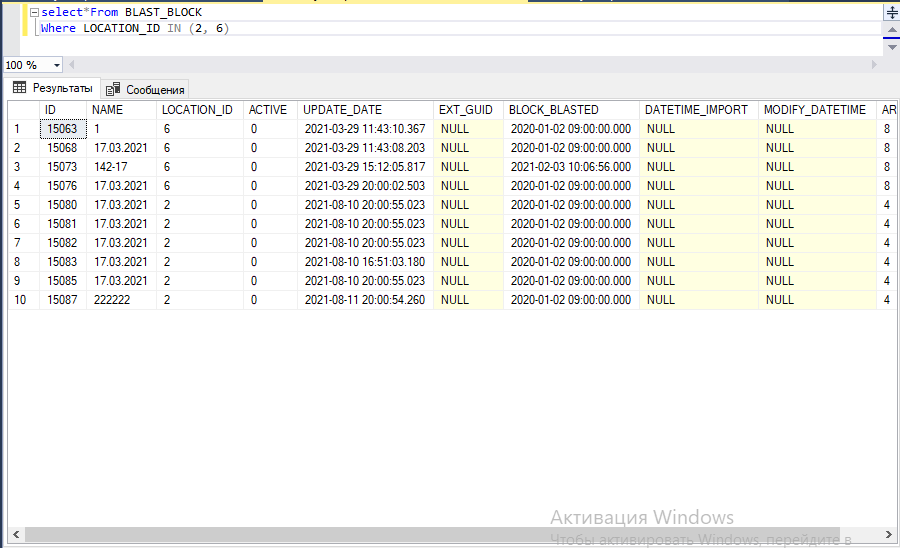 select*From BLAST_BLOCK
Where LOCATION_ID IN (2, 6)
100 %
Результаты Сообщения
ID NAME LOCATION_ID ACTIVE UPDATE_DATE EXT_GUID BLOCK_BLASTED DATETIME_IMPORT MODIFY_DATETIME AR
1 15063 1 6 0 2021-03-29 11:43:10.367 NULL 2020-01-02 09:00:00.000 NULL NULL 8
2 15068 17.03.2021 6 0 2021-03-29 11:43:08.203 NULL 2020-01-02 09:00:00.000 NULL NULL 8
3 15073 142-17 6 0 2021-03-29 15:12:05.817 NULL 2021-02-03 10:06:56.000 NULL NULL 8
4 15076 17.03.2021 6 0 2021-03-29 20:00:02.503 NULL 2020-01-02 09:00:00.000 NULL NULL 8
5 15080 17.03.2021 2 0 2021-08-10 20:00:55.023 NULL 2020-01-02 09:00:00.000 NULL NULL 4
6 15081 17.03.2021 2 0 2021-08-10 20:00:55.023 NULL 2020-01-02 09:00:00.000 NULL NULL 4
7 15082 17.03.2021 2 0 2021-08-10 20:00:55.023 NULL 2020-01-02 09:00:00.000 NULL NULL 4
8 15083 17.03.2021 2 0 2021-08-10 16:51:03.180 NULL 2020-01-02 09:00:00.000 NULL NULL 4
9 15085 17.03.2021 2 0 2021-08-10 20:00:55.023 NULL 2020-01-02 09:00:00.000 NULL NULL 4
10 15087 222222 2 0 2021-08-11 20:00:54.260 NULL 2020-01-02 09:00:00.000 NULL NULL 4
Активация Windows
Чтобы активировать Windows, перейдите в